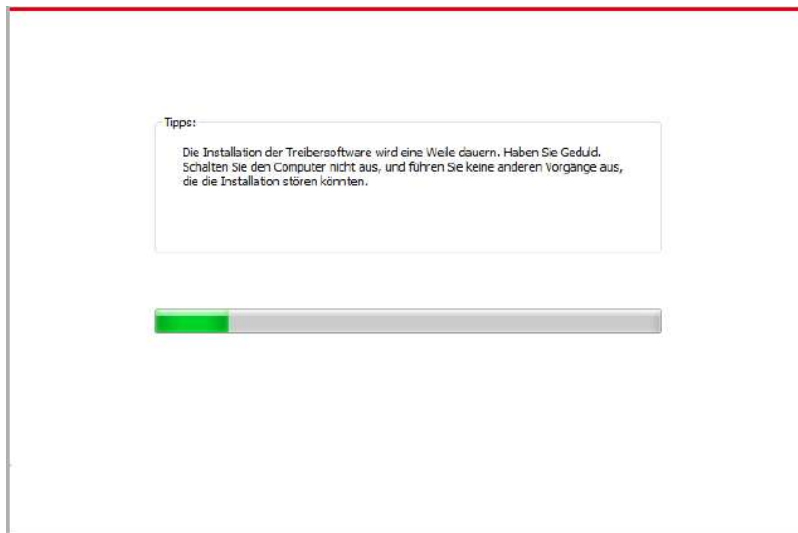 Tipps:
Die Installation der Treibersoftware wird eine Weile dauern. Haben Sie Geduld.
Schalten Sie den Computer nicht aus, und führen Sie keine anderen Vorgänge aus,
die die Installation stören könnten.